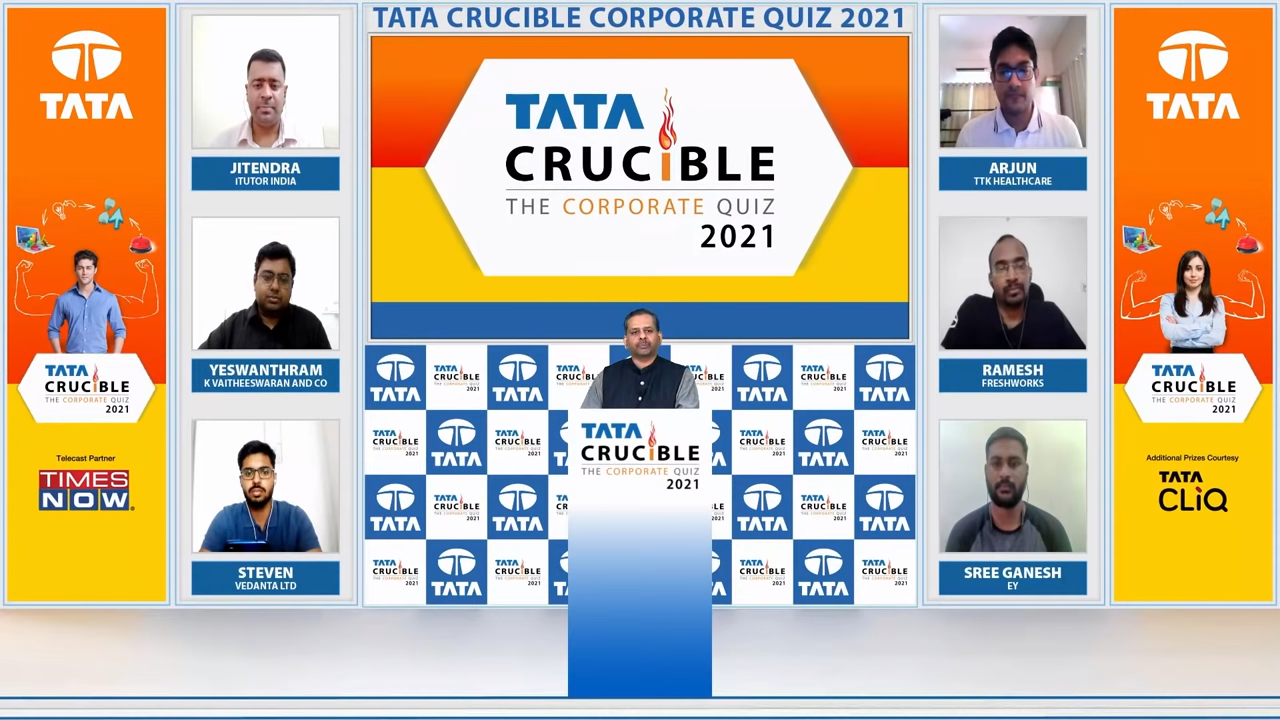 TATA CRUCIBLE CORPORATE QUIZ 2021
TATA
Telecast Partner
TIMES
NOW
TATA
CRUCIBLE
THE CORPORATE QUIZ
2021
JITENDRA
iTUTOR INDIA
YESWANTHRAM
K VAITHEESWARAN AND CO
STEVEN
VEDANTA LTD
TATA
CRUCIBLE
THE CORPORATE QUIZ
2021
TATA
CRUCIBLE
THE CORPORATE QUIZ
2021
ARJUN
TTK HEALTHCARE
RAMESH
FRESHWORKS
SREE GANESH
EY
TATA
TATA
CRUCIBLE
THE CORPORATE QUIZ
2021
Additional Prizes Courtesy
TATA
CLiQ